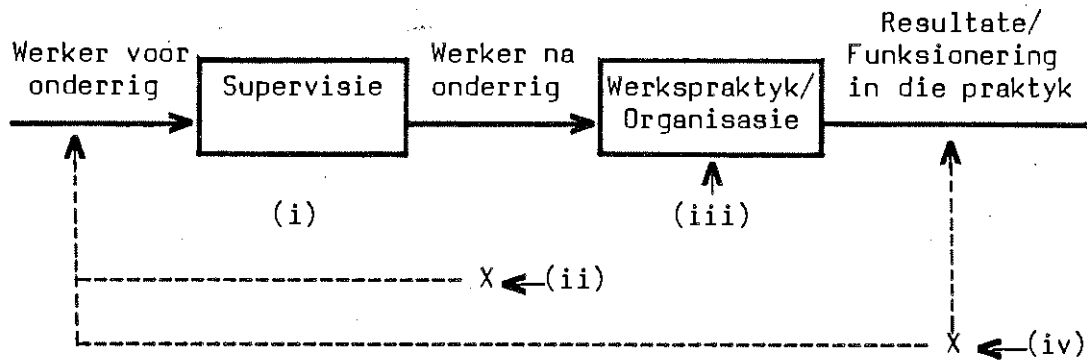 Werker voor
onderrig
Supervisie
Werker na
onderrig
Werkspraktyk/
Organisasie
Resultate/
Funksionering
in die praktyk
(i)
(iii)
X
(ii)
X
(iv)